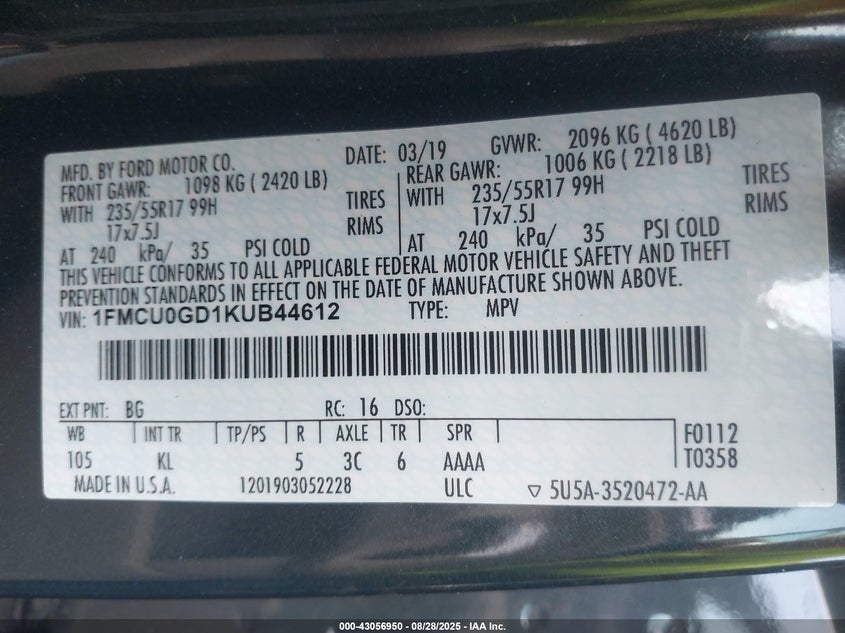 MFD. BY FORD MOTOR CO. DATE: 03/19 GVWR: 2096 KG ( 4620 LB)
FRONT GAWR: 1098 KG ( 2420 LB) REAR GAWR: 1006 KG ( 2218 LB)
WITH 235/55R17 99H TIRES WITH 235/55R17 99H TIRES
17x7.5J RIMS 17x7.5J RIMS
AT 240 kPa/ 35 PSI COLD AT 240 kPa/ 35 PSI COLD
THIS VEHICLE CONFORMS TO ALL APPLICABLE FEDERAL MOTOR VEHICLE SAFETY AND THEFT
PREVENTION STANDARDS IN EFFECT ON THE DATE OF MANUFACTURE SHOWN ABOVE.
VIN: 1FMCU0GD1KUB44612 TYPE: MPV
EXT PNT: BG RC: 16 DSO:
WB INT TR TP/PS R AXLE TR SPR F0112
105 KL 5 3C 6 AAAA T0358
MADE IN U.S.A. 1201903052228 ULC ▽ 5U5A-3520472-AA
000-43056950 - 08/28/2025 - IAA Inc.